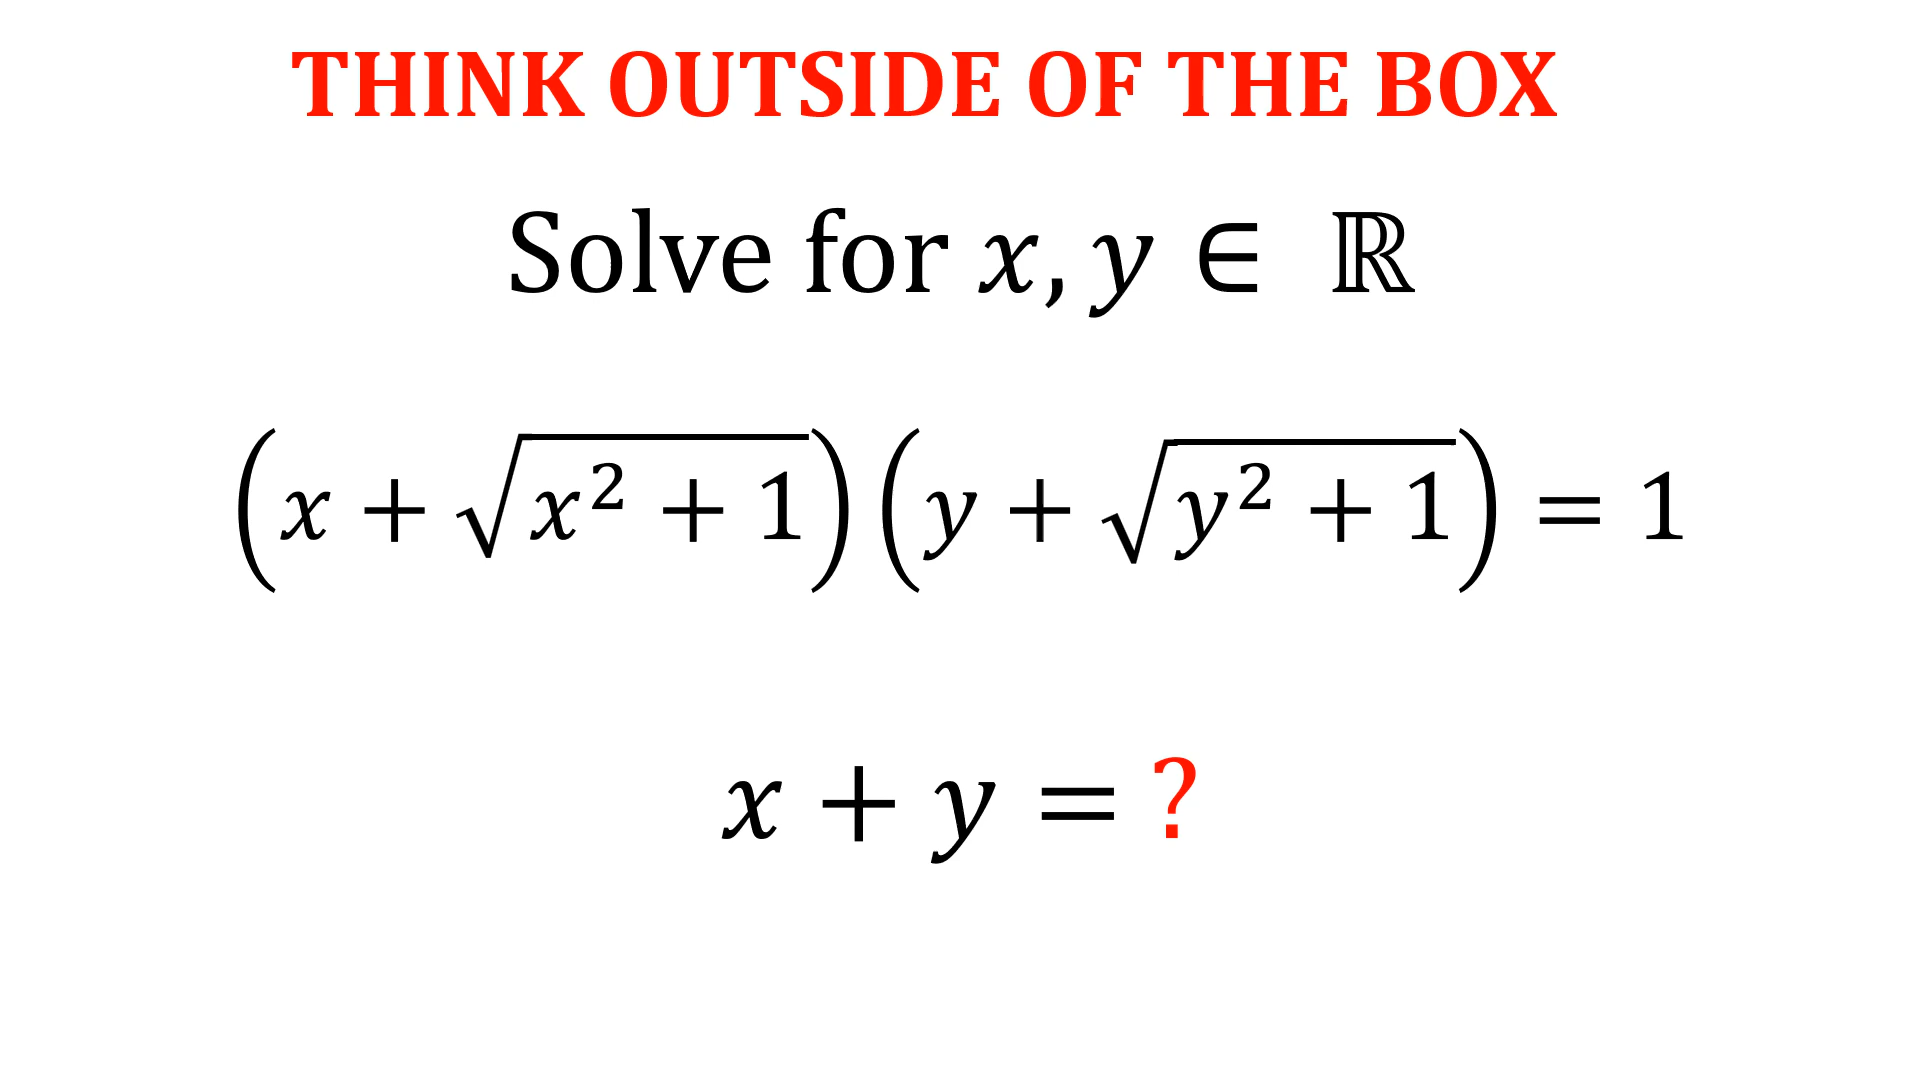 THINK OUTSIDE OF THE BOX
Solve for x, y ∈ ℝ
(x + √(x² + 1)) (y + √(y² + 1)) = 1
x + y = ?